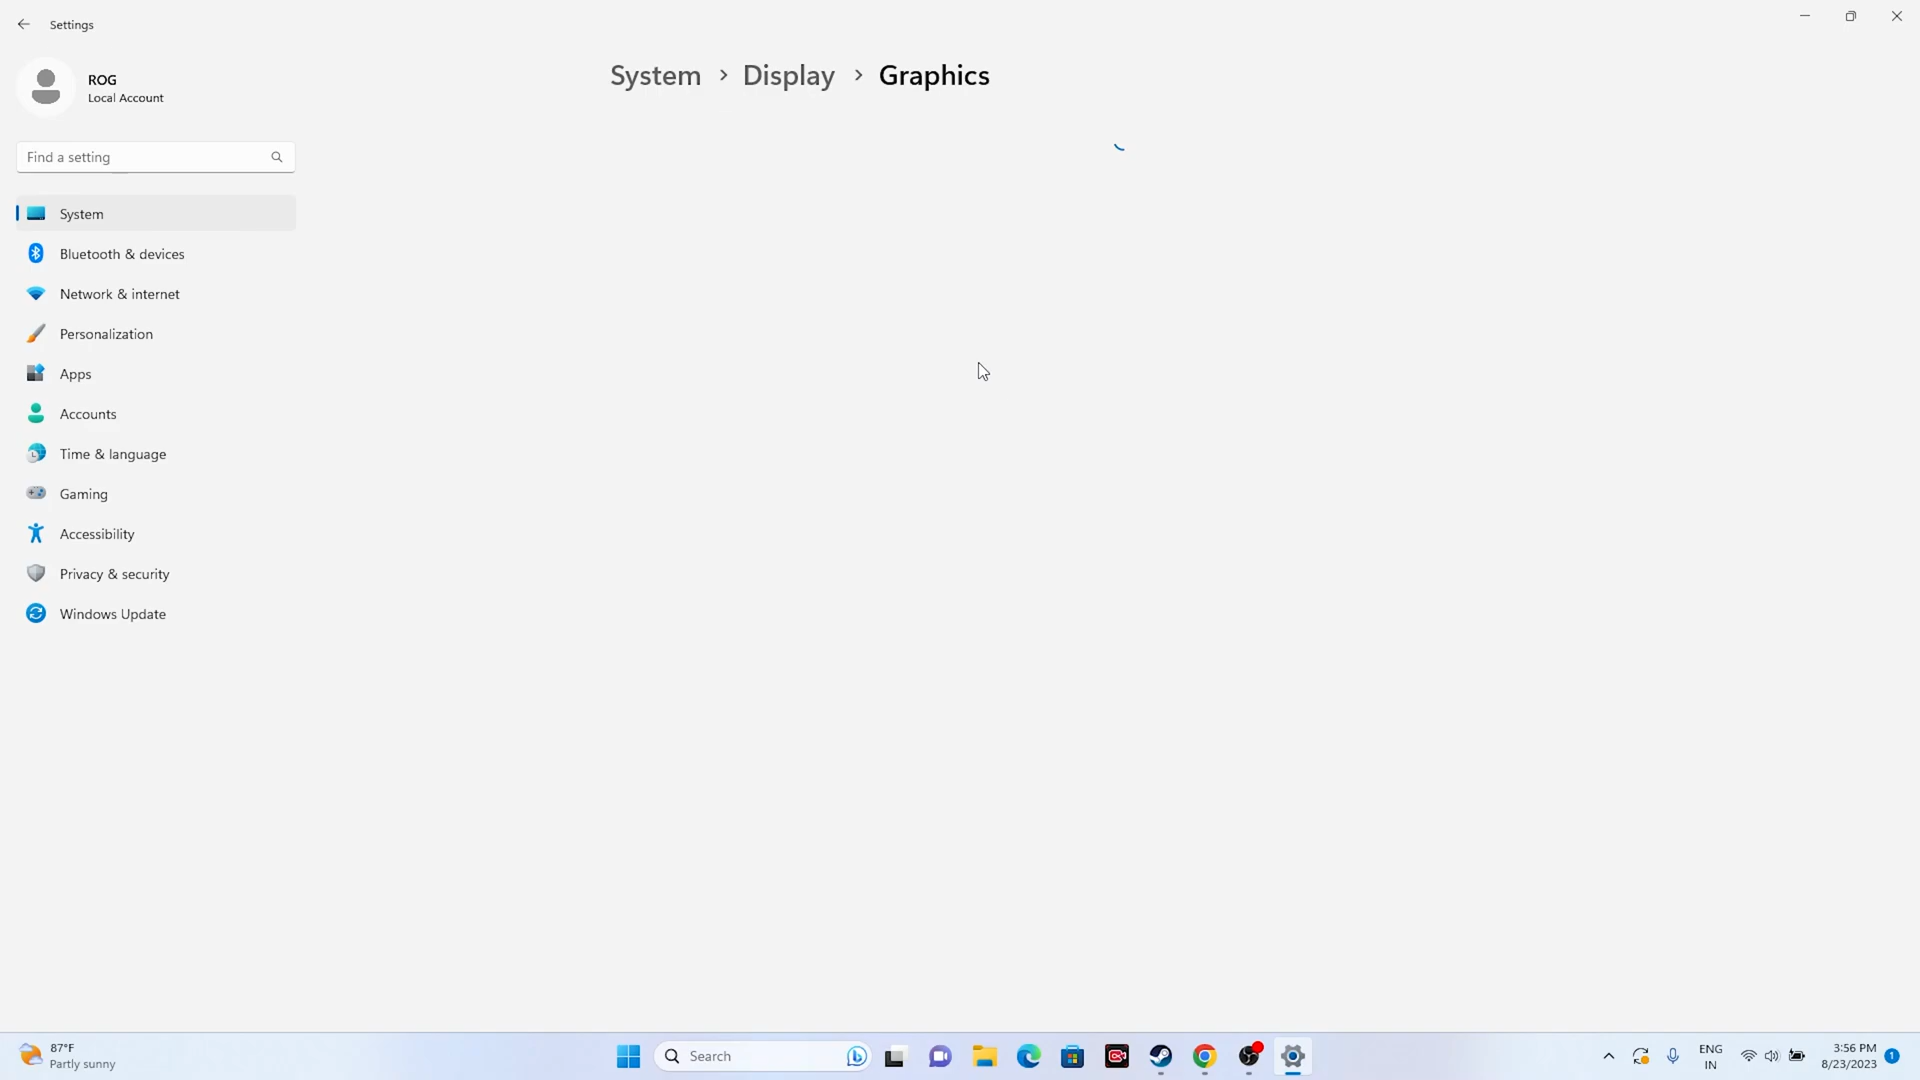 Settings
ROG
Local Account
System > Display > Graphics
Find a setting
System
Bluetooth & devices
Network & internet
Personalization
Apps
Accounts
Time & language
Gaming
Accessibility
Privacy & security
Windows Update
87°F
Partly sunny
Search
ENG
IN
3:56 PM
8/23/2023
1